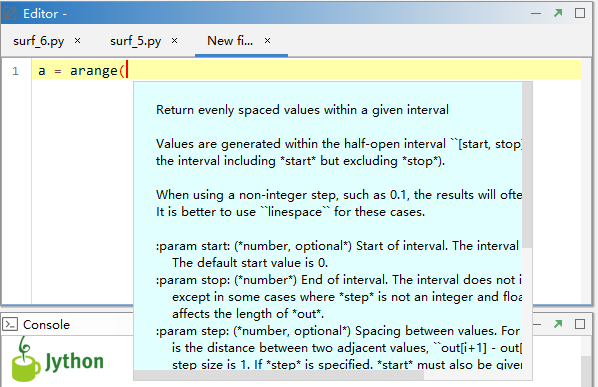 Editor -
surf_6.py × surf_5.py × New fi... ×
1 a = arange(
Return evenly spaced values within a given interval
Values are generated within the half-open interval ``[start, stop]
the interval including *start* but excluding *stop*).
When using a non-integer step, such as 0.1, the results will ofte
It is better to use ``linespace`` for these cases.
:param start: (*number, optional*) Start of interval. The interval
The default start value is 0.
:param stop: (*number*) End of interval. The interval does not i
except in some cases where *step* is not an integer and floa
affects the length of *out*.
:param step: (*number, optional*) Spacing between values. For
is the distance between two adjacent values, ``out[i+1] - out[
step size is 1. If *step* is specified. *start* must also be given
Console
Jython